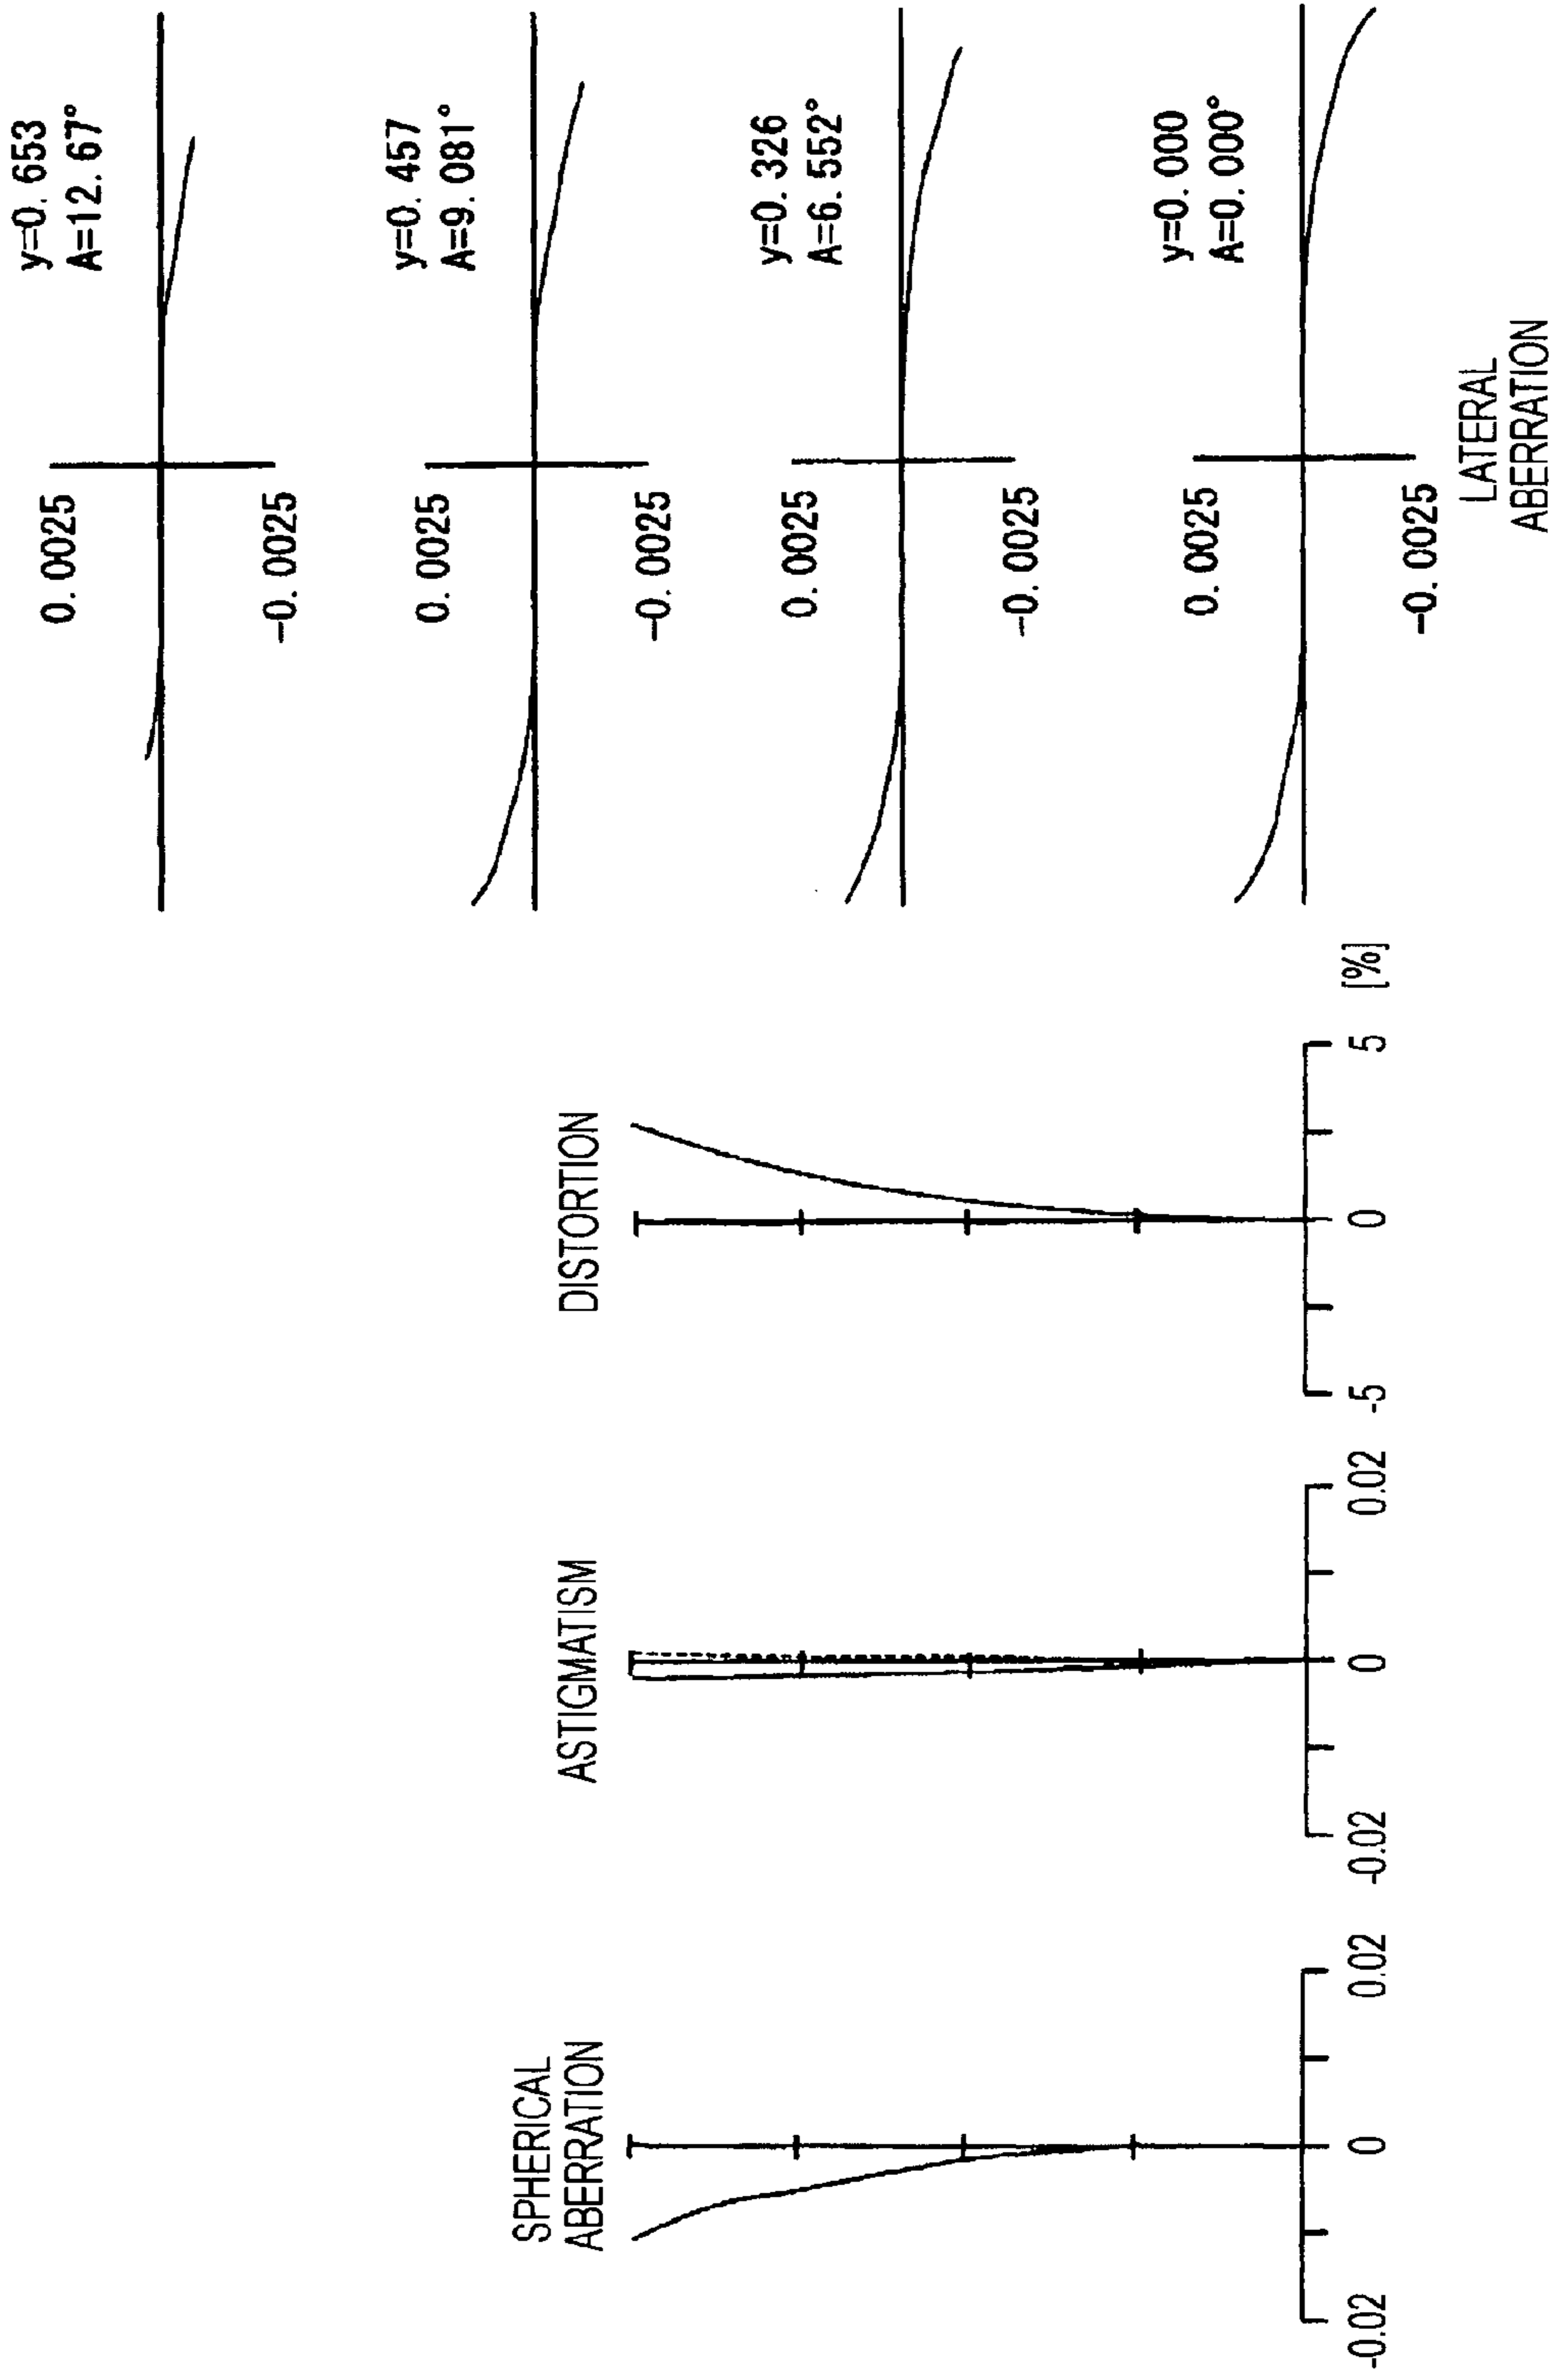 SPHERICAL
ABERRATION
-0.02
0
0.02
ASTIGMATISM
-0.02
0
0.02
DISTORTION
-5
0
5
[%]
y=0.653
A=12.67°
0.0025
-0.0025
y=0.457
A=9.081°
0.0025
-0.0025
y=0.326
A=6.552°
0.0025
-0.0025
y=0.000
A=0.000°
0.0025
-0.0025
LATERAL
ABERRATION